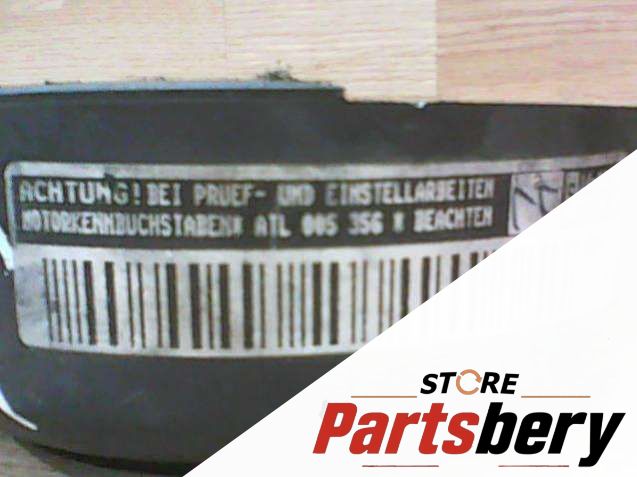 ACHTUNG! BEI PRUEF- UND EINSTELLARBEITEN
MOTORKENNBUCHSTABEN* ATL 005 356 * BEACHTEN
STORE
Partsbery